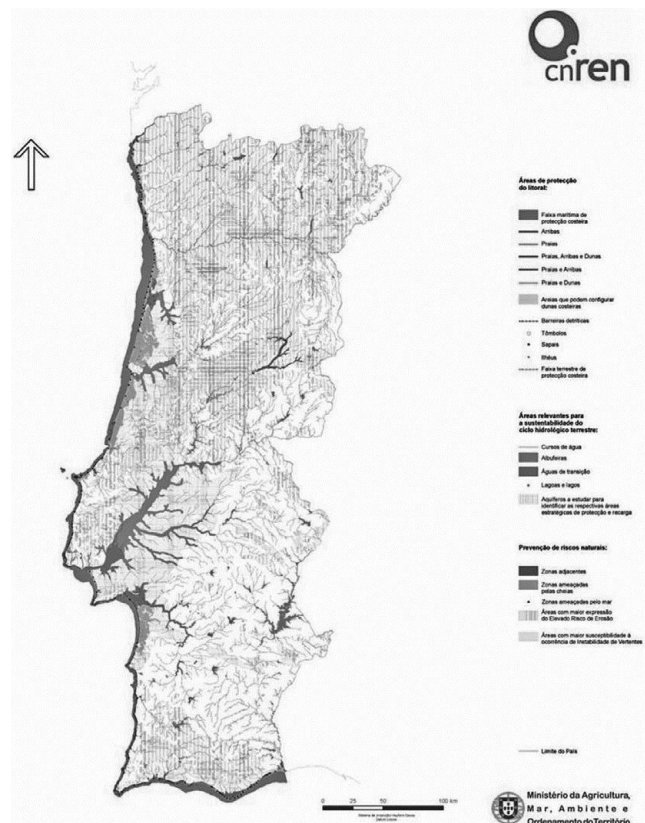 cnren
Áreas de protecção
do litoral:
Faixa marítima de
protecção costeira
Arribas
Praias
Praias, Arribas e Dunas
Praias e Arribas
Praias e Dunas
Areias que podem configurar
dunas costeiras
Barreiras detríticas
Tômbolos
Sapais
Ilhéus
Faixa terrestre de
protecção costeira
Áreas relevantes para
a sustentabilidade do
ciclo hidrológico terrestre:
Cursos de água
Albufeiras
Águas de transição
Lagoas e lagos
Aquíferos a estudar para
identificar as respectivas áreas
estratégicas de protecção e recarga
Prevenção de riscos naturais:
Zonas adjacentes
Zonas ameaçadas
pelas cheias
Zonas ameaçadas pelo mar
Áreas com maior expressão
do Elevado Risco de Erosão
Áreas com maior susceptibilidade à
ocorrência de Instabilidade de Vertentes
Limite do País
0 25 50 100 km
Ministério da Agricultura,
Mar, Ambiente e
Ordenamento do Território